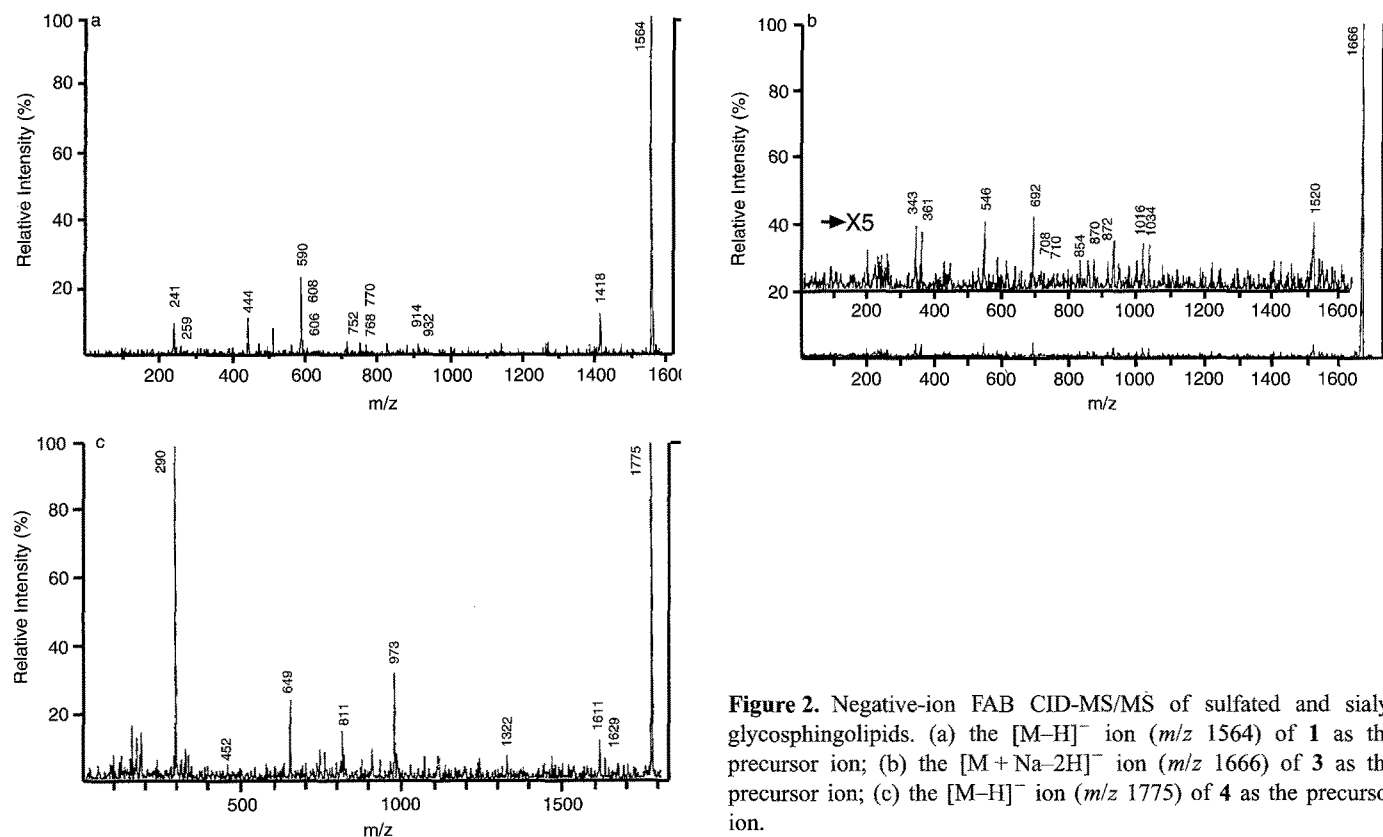 a
100
80
60
40
20
Relative Intensity (%)
241
259
444
590
608
606
752
770
768
914
932
1418
1564
200 400 600 800 1000 1200 1400
m/z
b
100
80
60
40
20
Relative Intensity (%)
X5
343
361
546
692
708
710
854
870
872
1016
1034
1520
1666
200 400 600 800 1000 1200 1400 1600
200 400 600 800 1000 1200 1400 1600
m/z
c
100
80
60
40
20
Relative Intensity (%)
290
452
649
811
973
1322
1611
1629
1775
500 1000 1500
m/z
Figure 2. Negative-ion FAB CID-MS/MS of sulfated and sialy
glycosphingolipids. (a) the [M–H]⁻ ion (m/z 1564) of 1 as th
precursor ion; (b) the [M + Na–2H]⁻ ion (m/z 1666) of 3 as th
precursor ion; (c) the [M–H]⁻ ion (m/z 1775) of 4 as the precurso
ion.